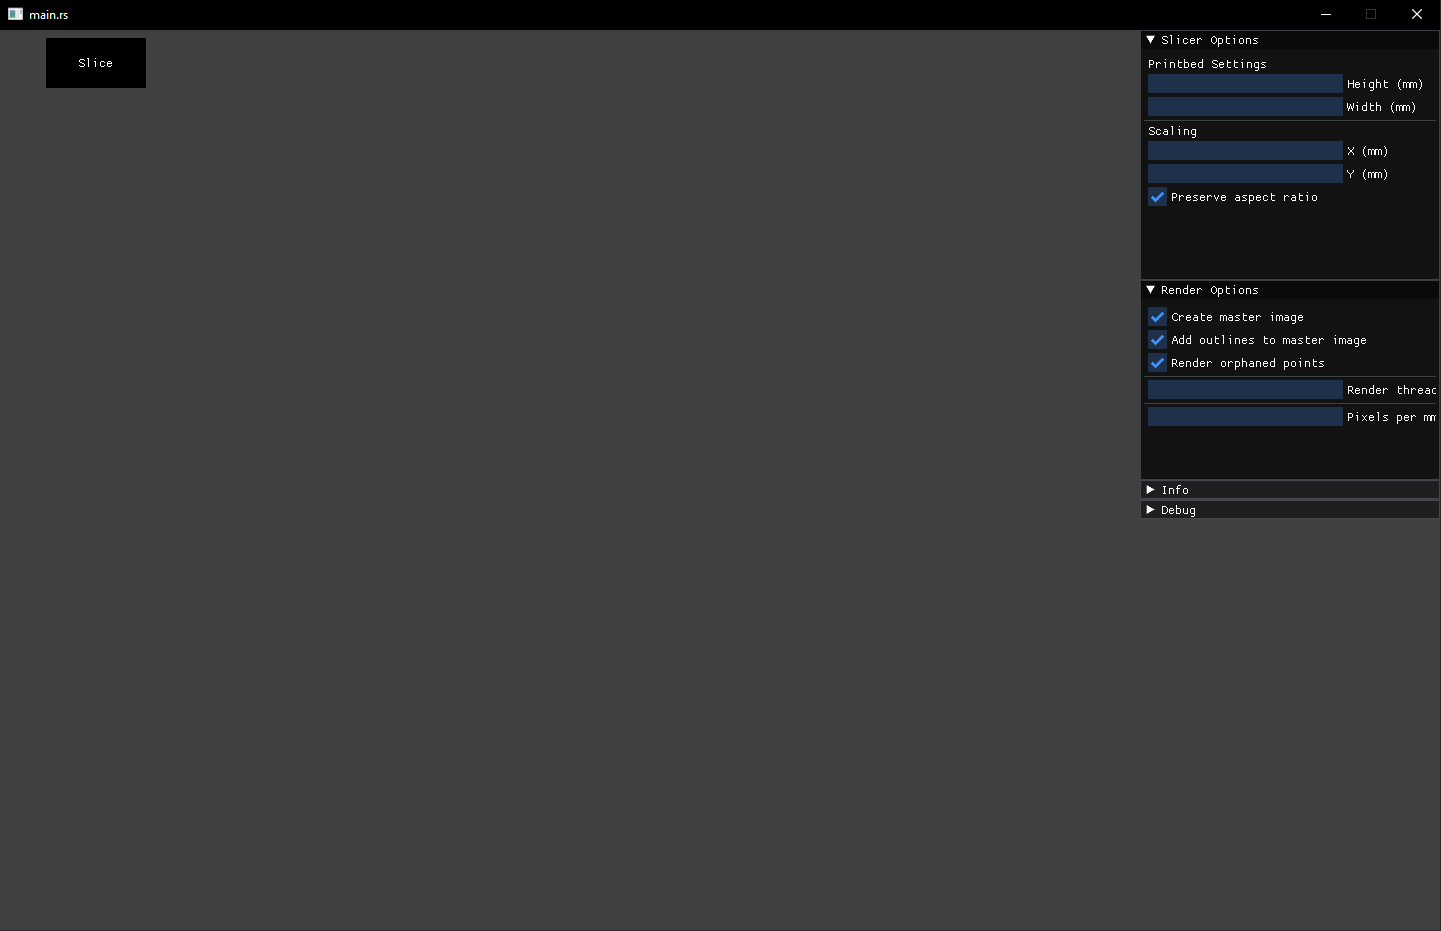 main.rs
Slice
Slicer Options
Printbed Settings
Height (mm)
Width (mm)
Scaling
X (mm)
Y (mm)
Preserve aspect ratio
Render Options
Create master image
Add outlines to master image
Render orphaned points
Render threac
Pixels per mm
Info
Debug